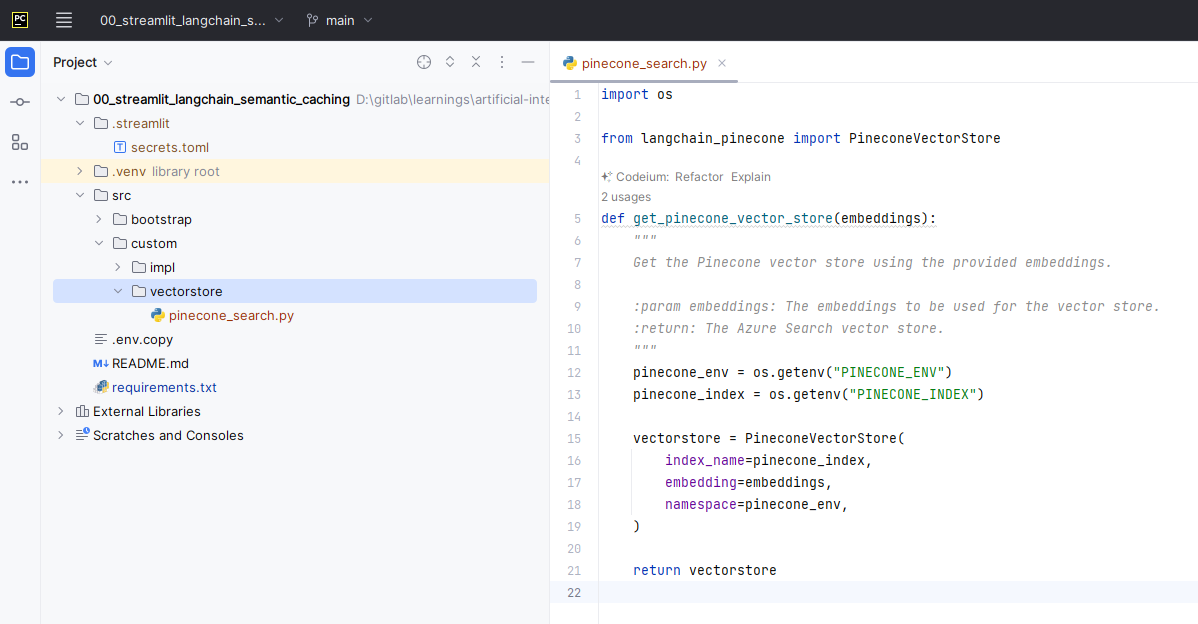 PC
00_streamlit_langchain_s...
main
Project
00_streamlit_langchain_semantic_caching D:\gitlab\learnings\artificial-inte
.streamlit
T secrets.toml
.venv library root
src
bootstrap
custom
impl
vectorstore
pinecone_search.py
.env.copy
M↓ README.md
requirements.txt
External Libraries
Scratches and Consoles
pinecone_search.py
1 import os
2
3 from langchain_pinecone import PineconeVectorStore
4
Codeium: Refactor Explain
2 usages
5 def get_pinecone_vector_store(embeddings):
6 """
7 Get the Pinecone vector store using the provided embeddings.
8
9 :param embeddings: The embeddings to be used for the vector store.
10 :return: The Azure Search vector store.
11 """
12 pinecone_env = os.getenv("PINECONE_ENV")
13 pinecone_index = os.getenv("PINECONE_INDEX")
14
15 vectorstore = PineconeVectorStore(
16 index_name=pinecone_index,
17 embedding=embeddings,
18 namespace=pinecone_env,
19 )
20
21 return vectorstore
22